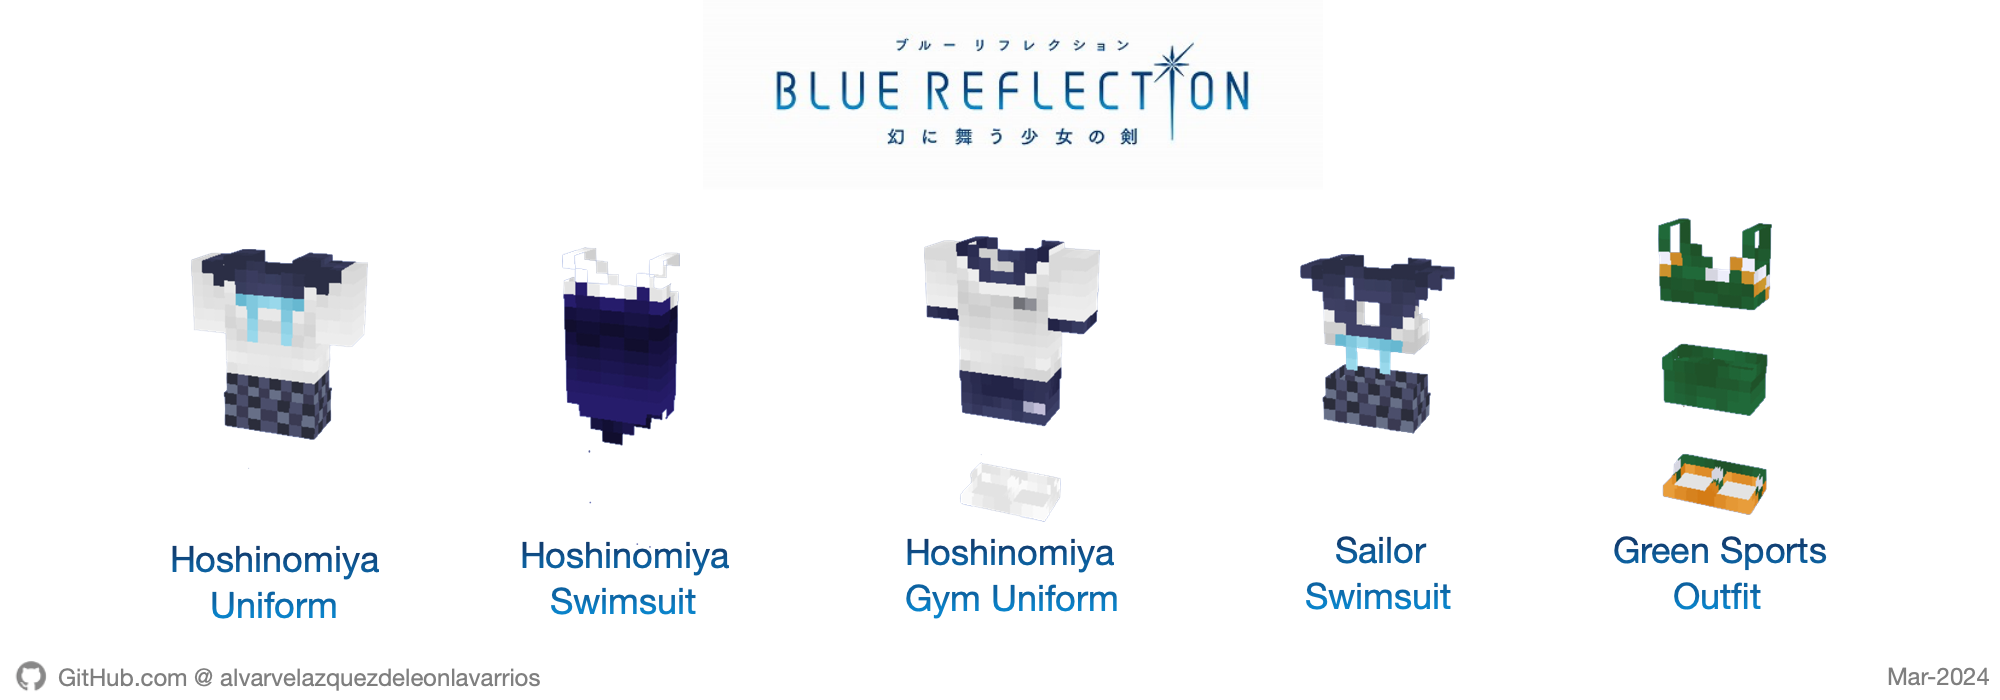 ブルーリフレクション
BLUE REFLECTION
幻に舞う少女の剣
Hoshinomiya
Uniform
Hoshinomiya
Swimsuit
Hoshinomiya
Gym Uniform
Sailor
Swimsuit
Green Sports
Outfit
GitHub.com @ alvarvelazquezdeleonlavarrios
Mar-2024